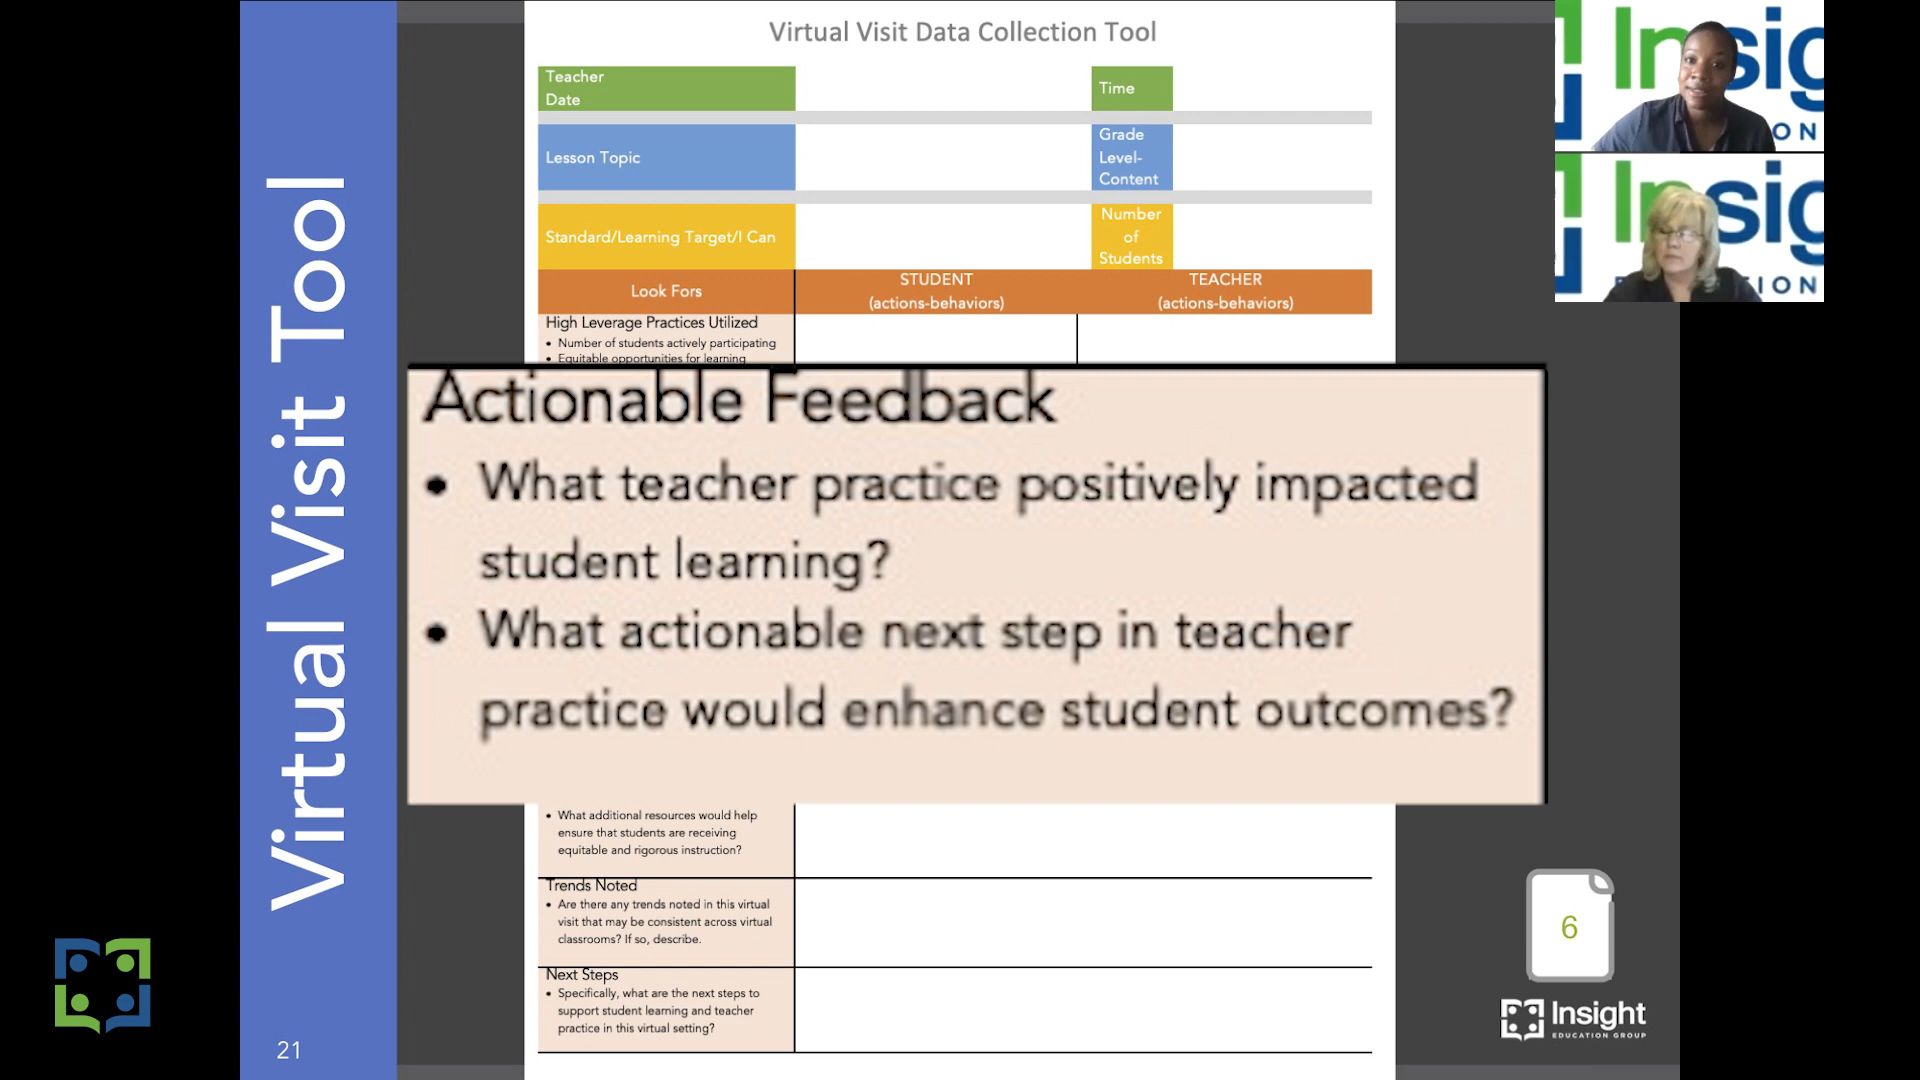 Virtual Visit Tool
21
Virtual Visit Data Collection Tool
Teacher
Date
Time
Lesson Topic
Grade
Level-
Content
Standard/Learning Target/I Can
Number
of
Students
Look Fors
STUDENT
(actions-behaviors)
TEACHER
(actions-behaviors)
High Leverage Practices Utilized
• Number of students actively participating
• Equitable opportunities for learning
Actionable Feedback
• What teacher practice positively impacted
student learning?
• What actionable next step in teacher
practice would enhance student outcomes?
• What additional resources would help
ensure that students are receiving
equitable and rigorous instruction?
Trends Noted
• Are there any trends noted in this virtual
visit that may be consistent across virtual
classrooms? If so, describe.
Next Steps
• Specifically, what are the next steps to
support student learning and teacher
practice in this virtual setting?
6
Insight
EDUCATION GROUP
Insig
ON
Insig
ION